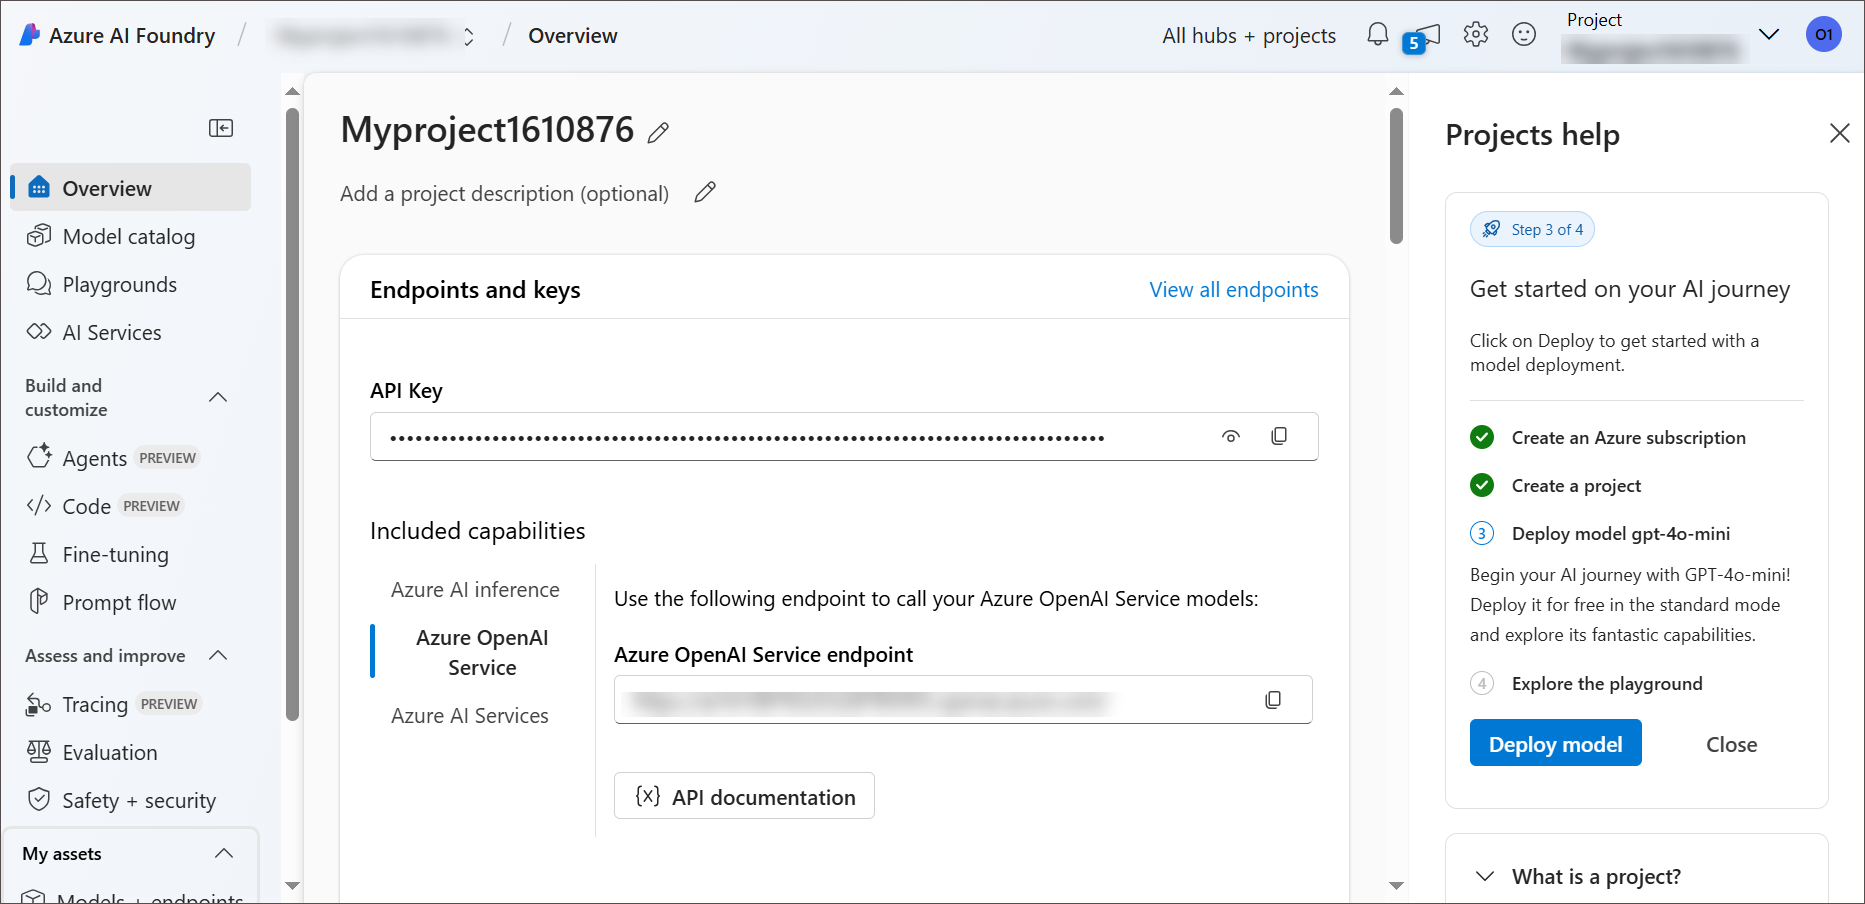 Azure AI Foundry / / Overview
All hubs + projects
5
Project
O1
Overview
Model catalog
Playgrounds
AI Services
Build and
customize
Agents PREVIEW
Code PREVIEW
Fine-tuning
Prompt flow
Assess and improve
Tracing PREVIEW
Evaluation
Safety + security
My assets
Models + endpoints
Myproject1610876
Add a project description (optional)
Endpoints and keys
View all endpoints
API Key
Included capabilities
Azure AI inference
Azure OpenAI
Service
Azure AI Services
Use the following endpoint to call your Azure OpenAI Service models:
Azure OpenAI Service endpoint
{x} API documentation
Projects help
Step 3 of 4
Get started on your AI journey
Click on Deploy to get started with a
model deployment.
Create an Azure subscription
Create a project
3 Deploy model gpt-4o-mini
Begin your AI journey with GPT-4o-mini!
Deploy it for free in the standard mode
and explore its fantastic capabilities.
4 Explore the playground
Deploy model
Close
What is a project?